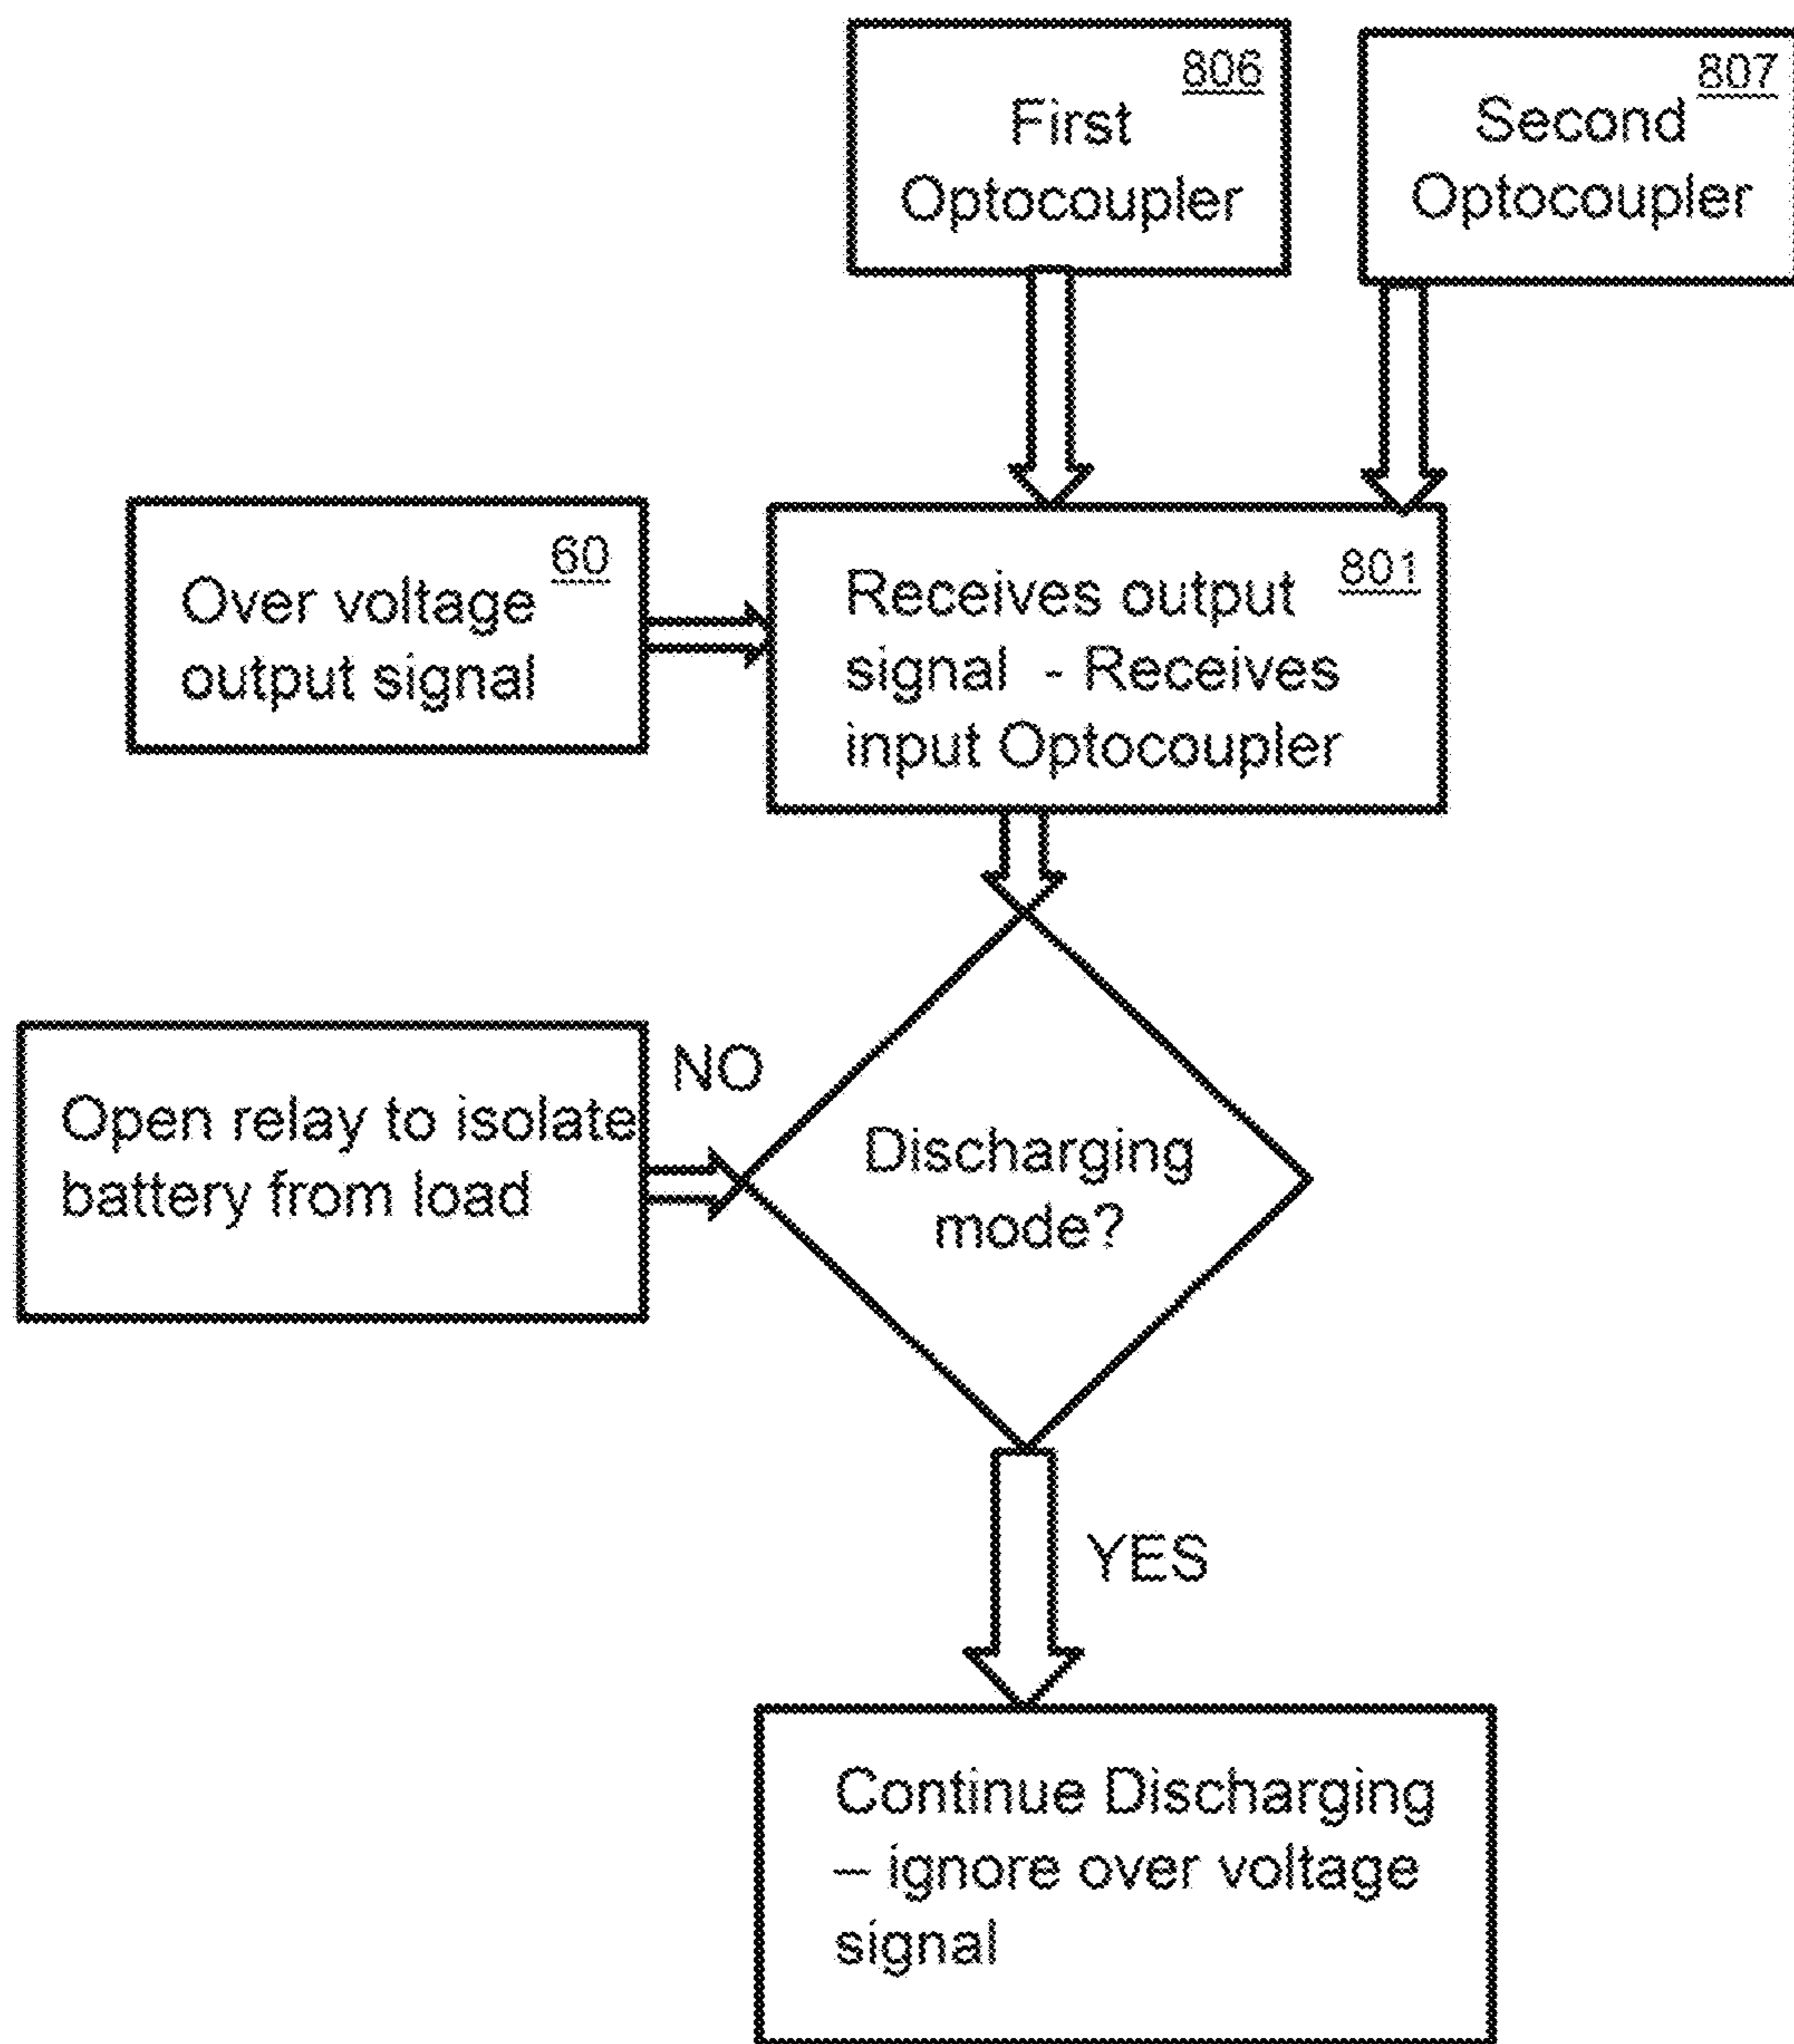 806
First
Optocoupler
807
Second
Optocoupler
60
Over voltage
output signal
801
Receives output
signal - Receives
input Optocoupler
NO
Open relay to isolate
battery from load
Discharging
mode?
YES
Continue Discharging
– ignore over voltage
signal